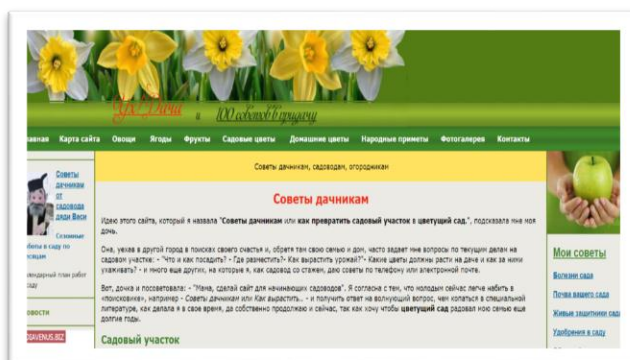 Ура! Дача и 100 советов в придачу
авная Карта сайта Овощи Ягоды Фрукты Садовые цветы Домашние цветы Народные приметы Фотогалерея Контакты
Советы
дачникам
от
садовода
дяди Васи
Сезонные
боты в саду по
есяцам
лендарный план работ
саду
овости
SIAVENUS.BIZ
Советы дачникам, садоводам, огородникам
Советы дачникам
Идею этого сайта, который я назвала "Советы дачникам или как превратить садовый участок в цветущий сад.", подсказала мне моя
дочь.
Она, уехав в другой город в поисках своего счастья и, обретя там свою семью и дом, часто задает мне вопросы по текущим делам на
садовом участке: - "Что и как посадить? - Где разместить?- Как вырастить урожай?"- Какие цветы должны расти на даче и как за ними
ухаживать? - и много еще других, на которые я, как садовод со стажем, даю советы по телефону или электронной почте.
Вот, дочка и посоветовала: - "Мама, сделай сайт для начинающих садоводов". Я согласна с тем, что молодым сейчас легче набить в
«поисковике», например - Советы дачникам или Как вырастить.. - и получить ответ на волнующий вопрос, чем копаться в специальной
литературе, как делала я в свое время, да собственно продолжаю и сейчас, так как хочу чтобы цветущий сад радовал мою семью еще
долгие годы.
Садовый участок
Мои советы
Болезни сада
Почва вашего сада
Живые защитники сада
Удобрения в саду